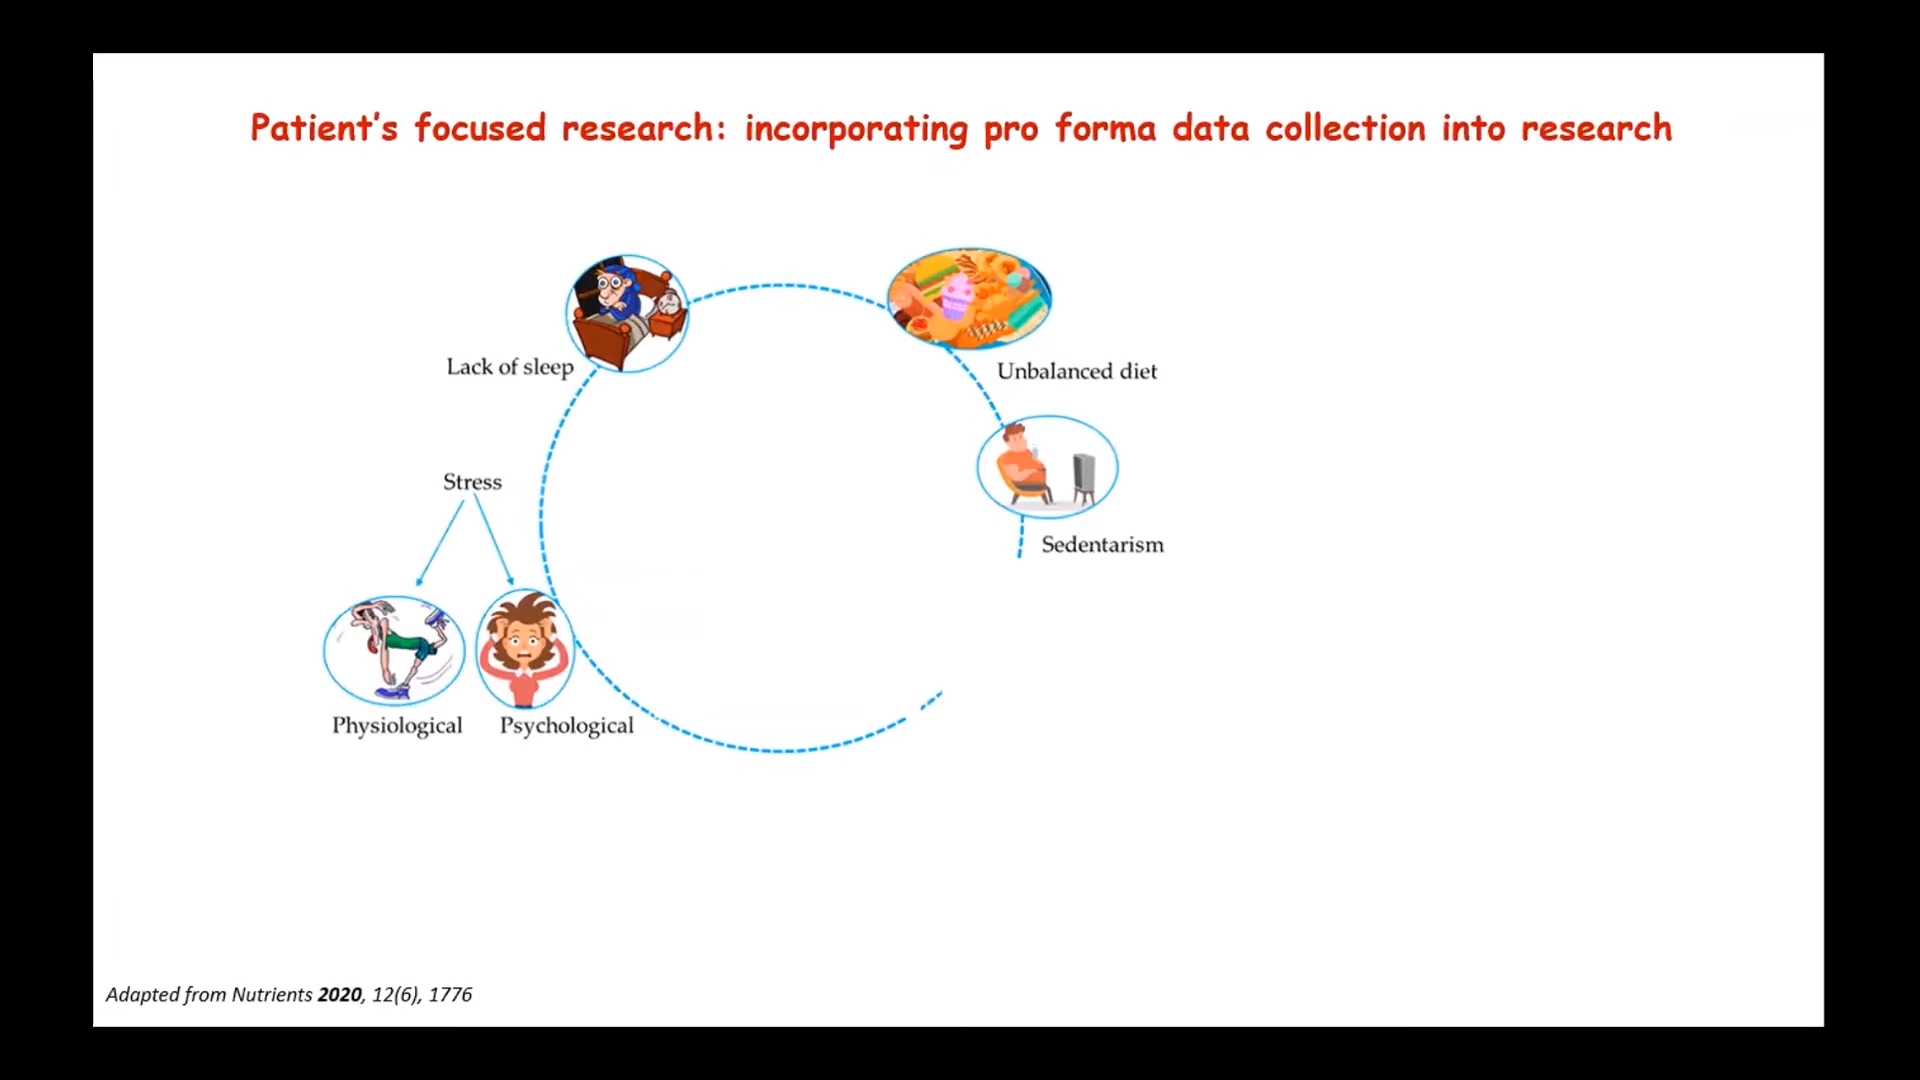 Patient's focused research: incorporating pro forma data collection into research
Lack of sleep
Unbalanced diet
Stress
Sedentarism
Physiological
Psychological
Adapted from Nutrients 2020, 12(6), 1776